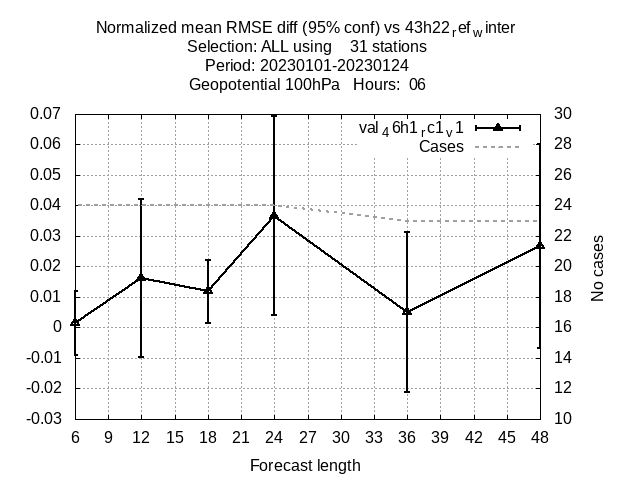 Normalized mean RMSE diff (95% conf) vs 43h22refwinter
Selection: ALL using 31 stations
Period: 20230101-20230124
Geopotential 100hPa Hours: 06
0.07 30
val46h1rc1v1
0.06 28
Cases
0.05 26
0.04 24
0.03 22
0.02 20
0.01 18
0 16
-0.01 14
-0.02 12
-0.03 10
No cases
6 9 12 15 18 21 24 27 30 33 36 39 42 45 48
Forecast length